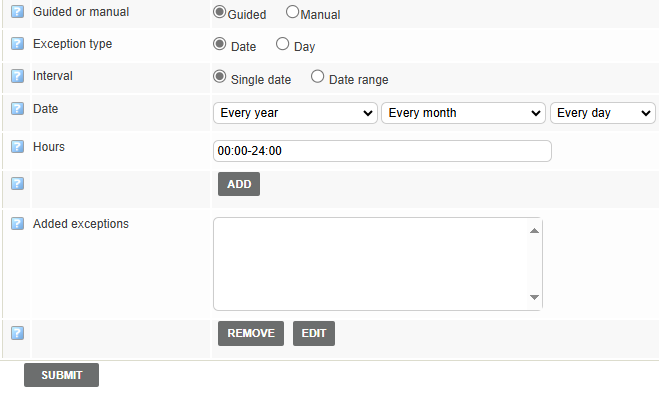 ? Guided or manual Guided Manual
? Exception type Date Day
? Interval Single date Date range
? Date Every year Every month Every day
? Hours 00:00-24:00
? ADD
? Added exceptions
? REMOVE EDIT
SUBMIT